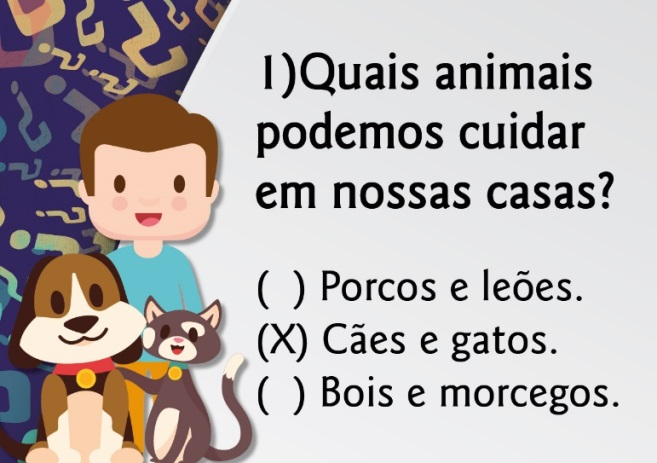 1)Quais animais
podemos cuidar
em nossas casas?
( ) Porcos e leões.
(X) Cães e gatos.
( ) Bois e morcegos.